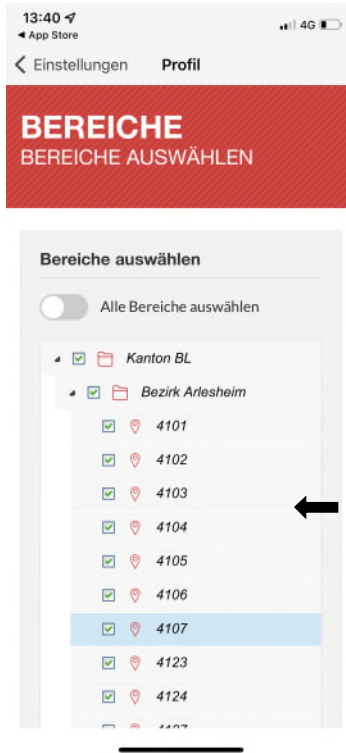 13:40
4G
App Store
Einstellungen Profil
BEREICHE
BEREICHE AUSWÄHLEN
Bereiche auswählen
Alle Bereiche auswählen
Kanton BL
Bezirk Arlesheim
4101
4102
4103
4104
4105
4106
4107
4123
4124